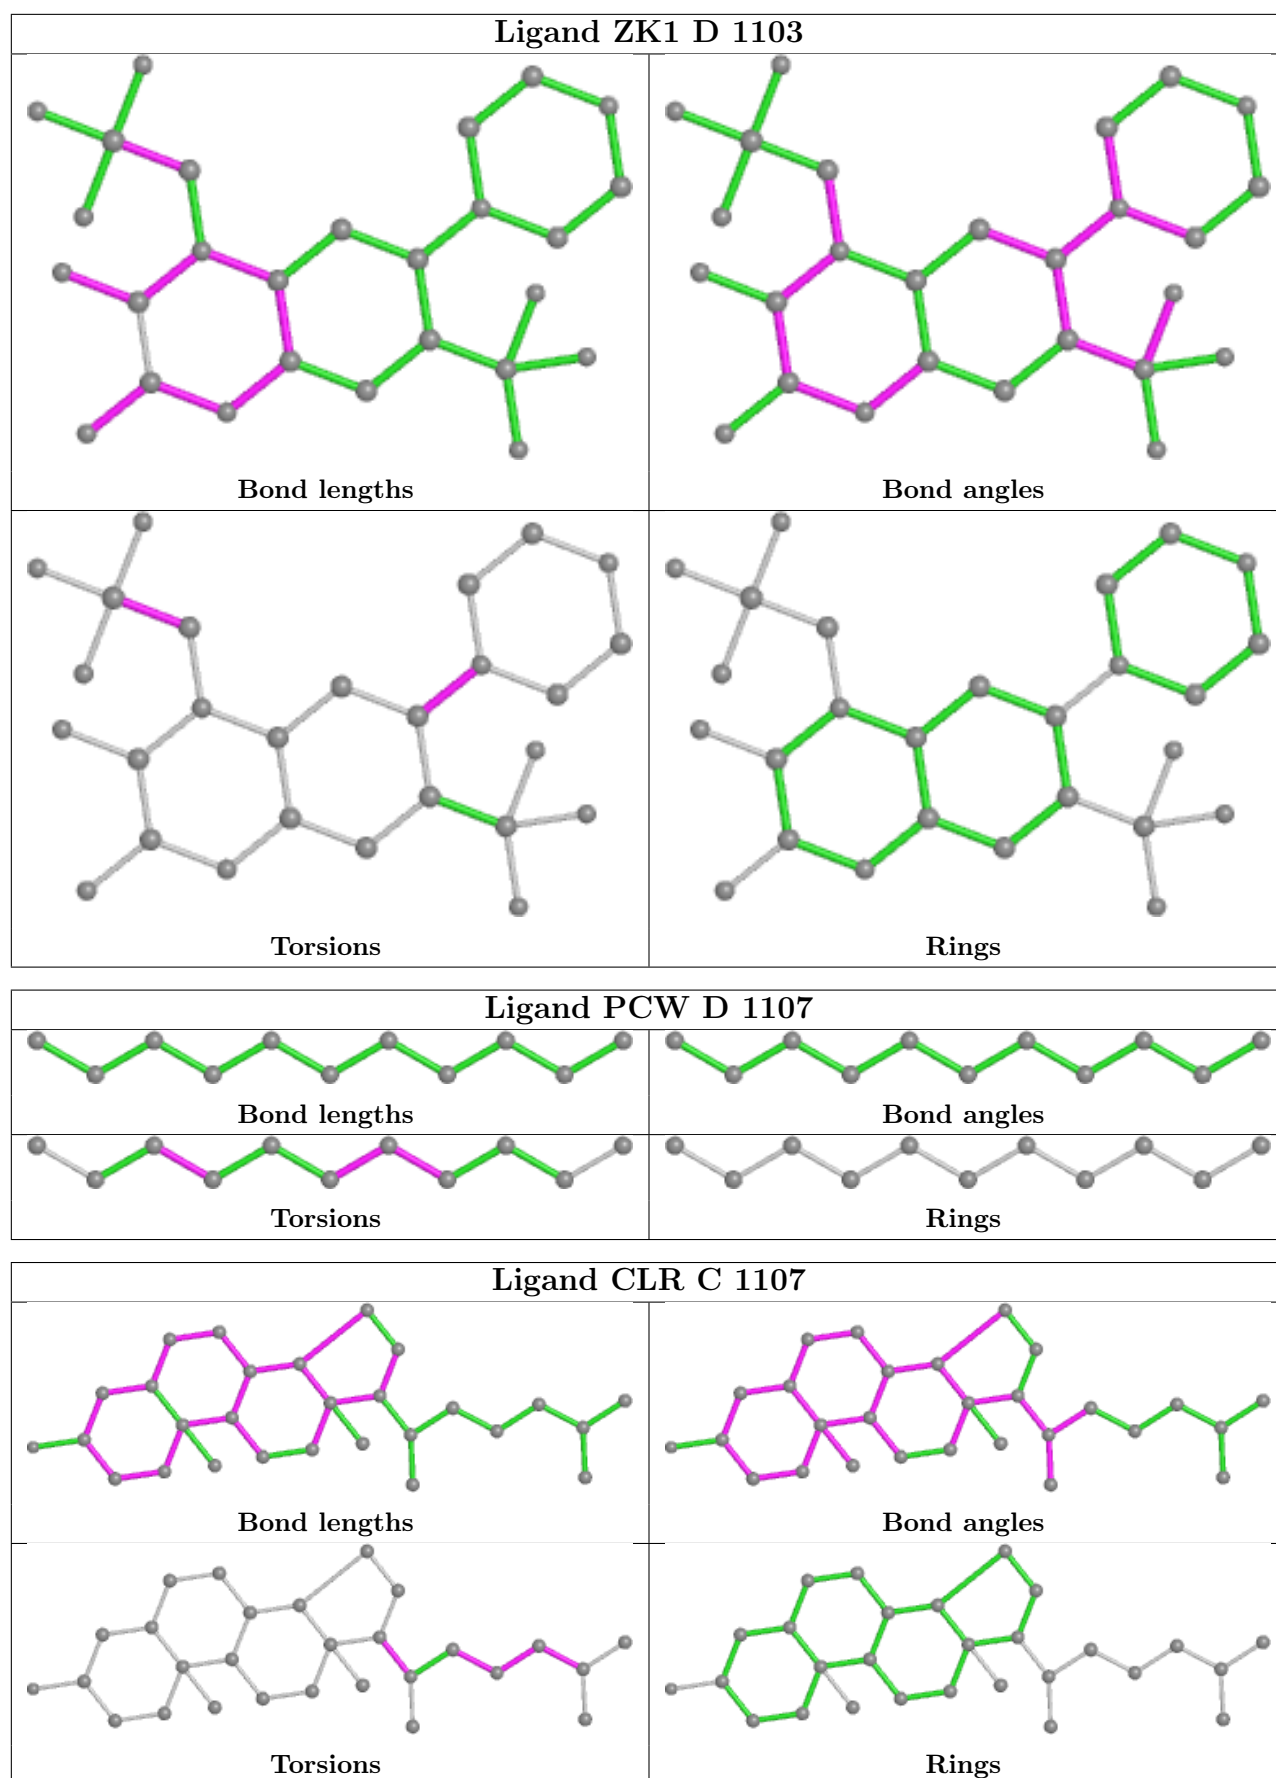 Ligand ZK1 D 1103
Bond lengths
Bond angles
Torsions
Rings
Ligand PCW D 1107
Bond lengths
Bond angles
Torsions
Rings
Ligand CLR C 1107
Bond lengths
Bond angles
Torsions
Rings